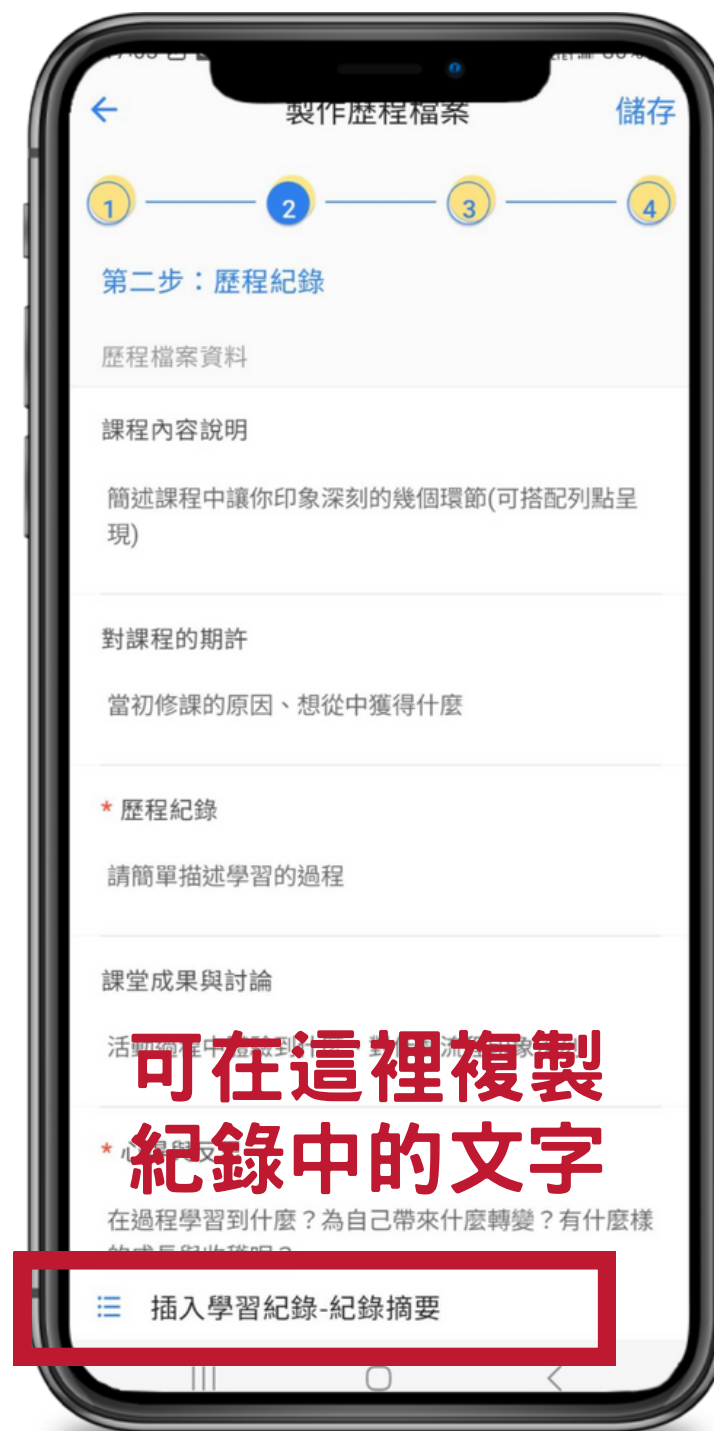 製作歷程檔案
儲存
1
2
3
4
第二步：歷程紀錄
歷程檔案資料
課程內容說明
簡述課程中讓你印象深刻的幾個環節(可搭配列點呈
現)
對課程的期許
當初修課的原因、想從中獲得什麼
* 歷程紀錄
請簡單描述學習的過程
課堂成果與討論
可在這裡複製
紀錄中的文字
在過程學習到什麼？為自己帶來什麼轉變？有什麼樣
插入學習紀錄-紀錄摘要